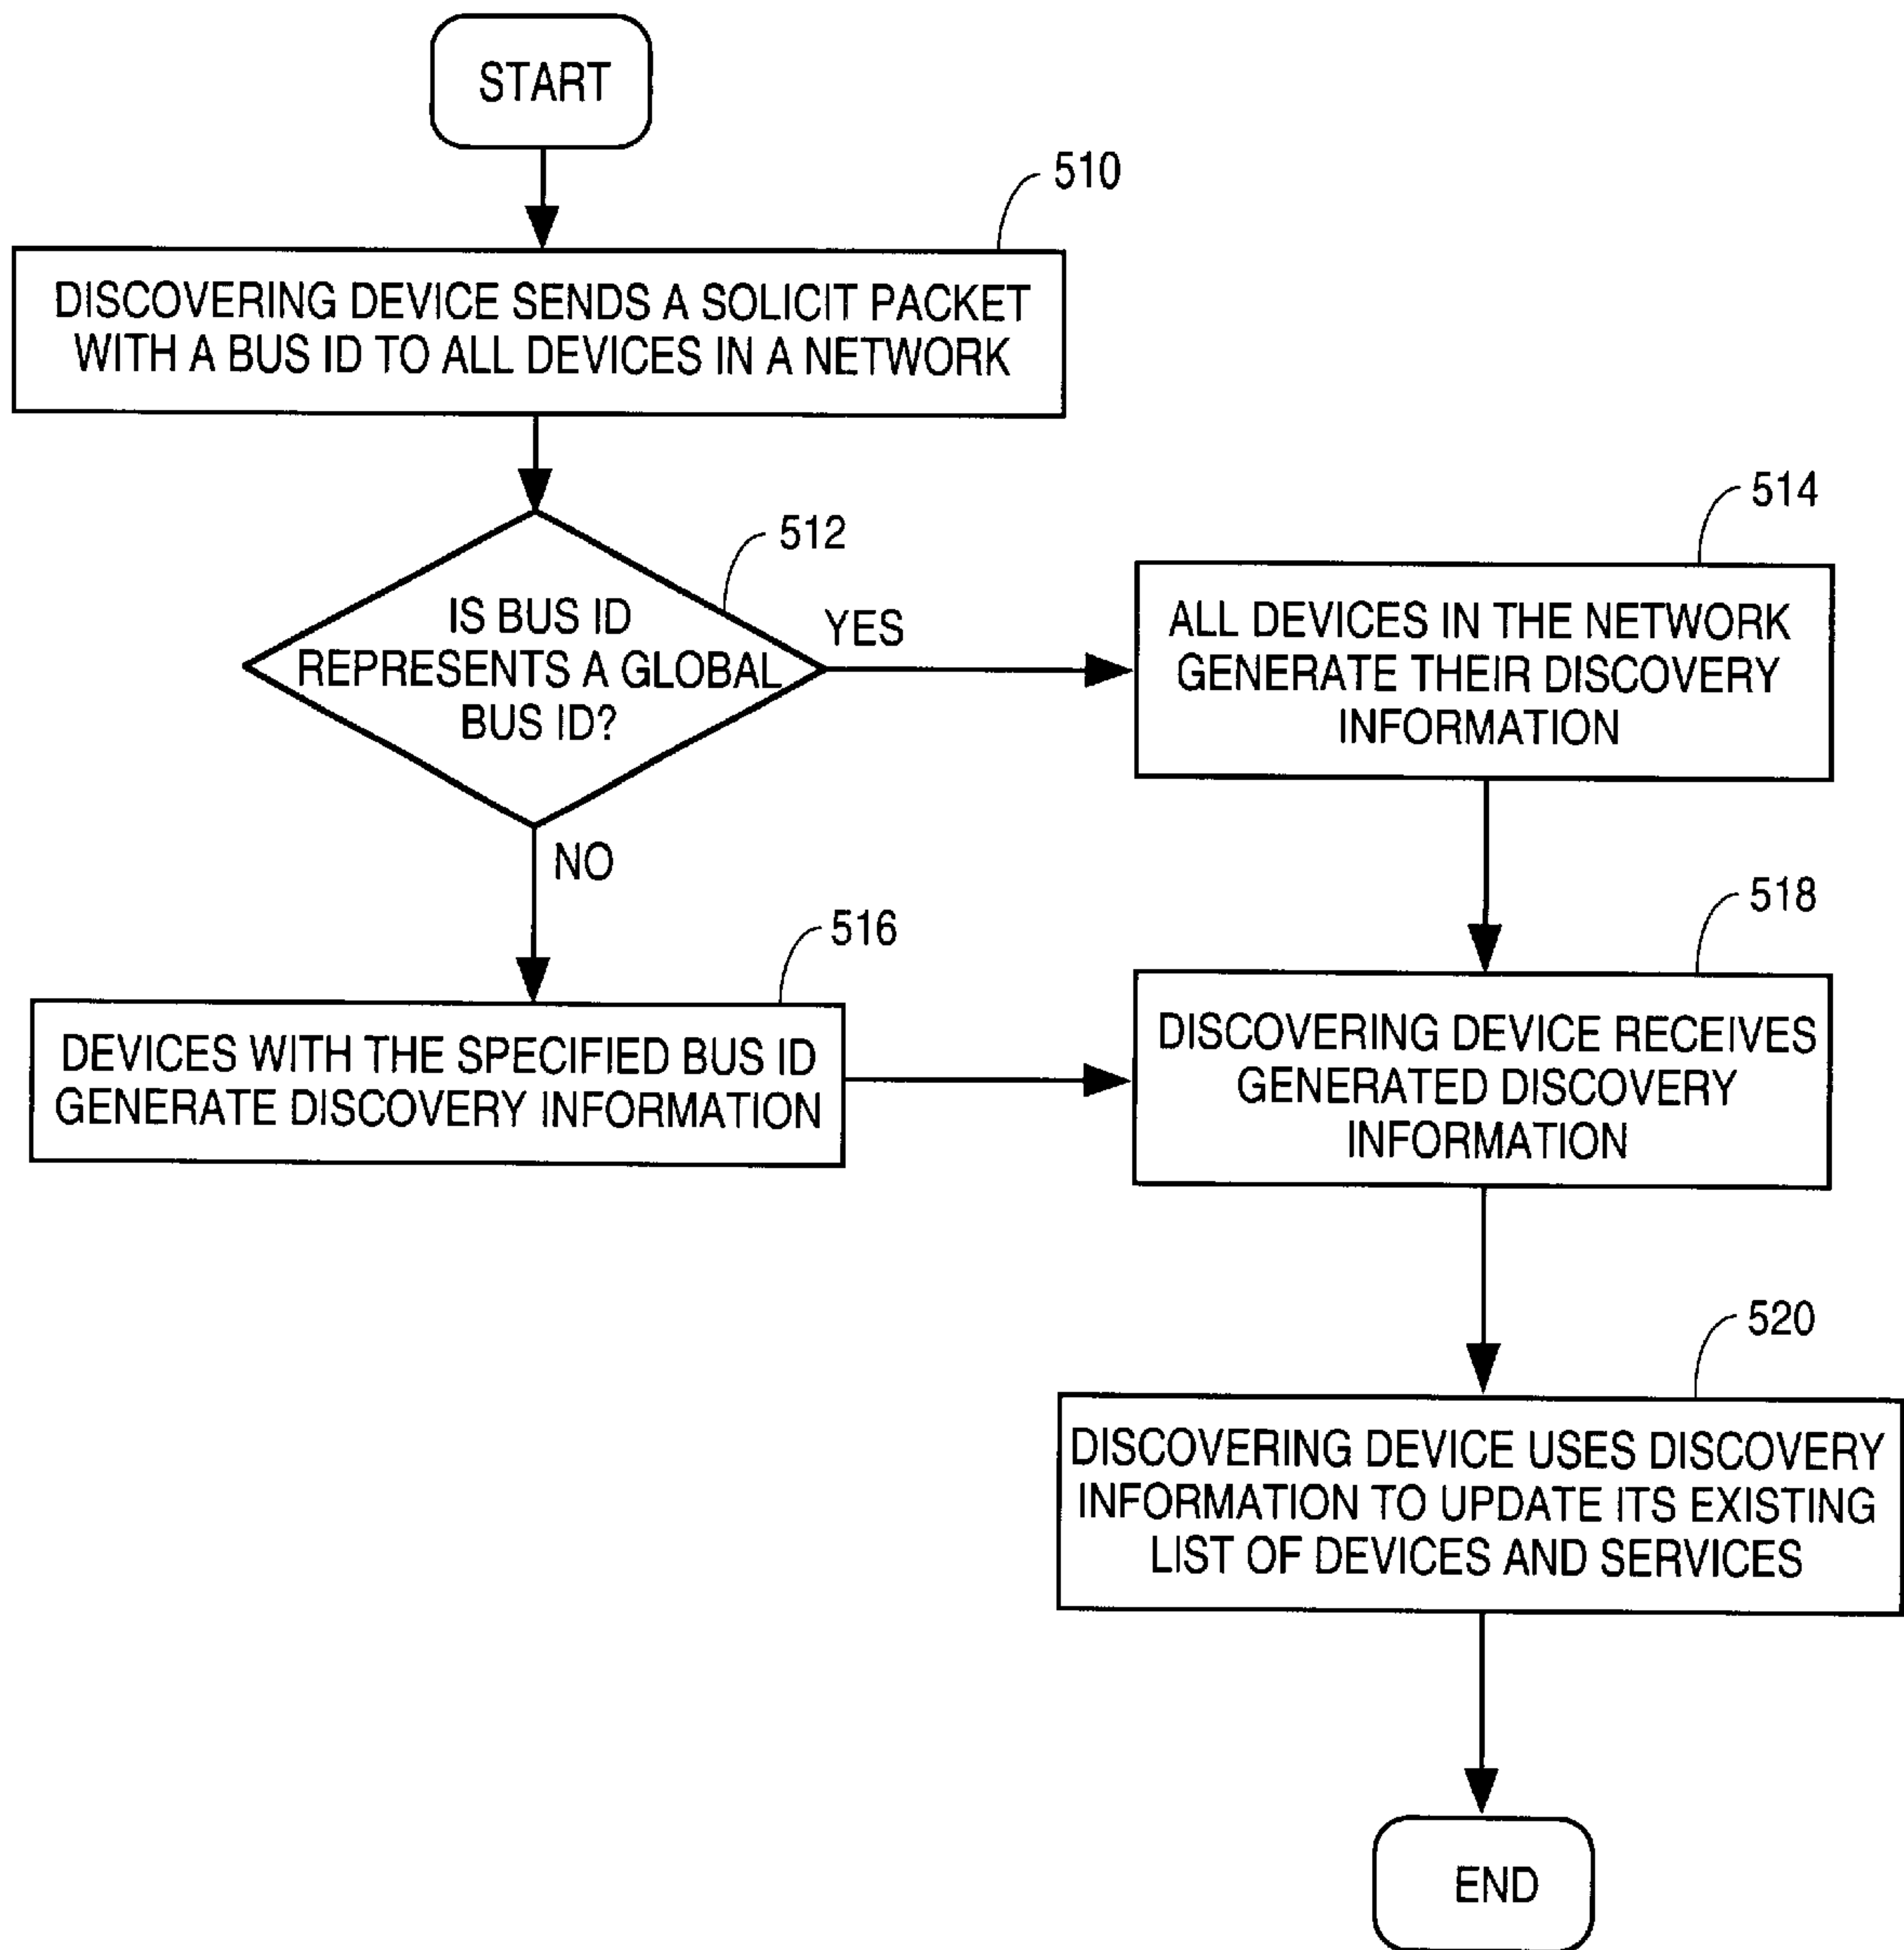 START
510
DISCOVERING DEVICE SENDS A SOLICIT PACKET
WITH A BUS ID TO ALL DEVICES IN A NETWORK
512
IS BUS ID
REPRESENTS A GLOBAL
BUS ID?
YES
NO
514
ALL DEVICES IN THE NETWORK
GENERATE THEIR DISCOVERY
INFORMATION
516
DEVICES WITH THE SPECIFIED BUS ID
GENERATE DISCOVERY INFORMATION
518
DISCOVERING DEVICE RECEIVES
GENERATED DISCOVERY
INFORMATION
520
DISCOVERING DEVICE USES DISCOVERY
INFORMATION TO UPDATE ITS EXISTING
LIST OF DEVICES AND SERVICES
END